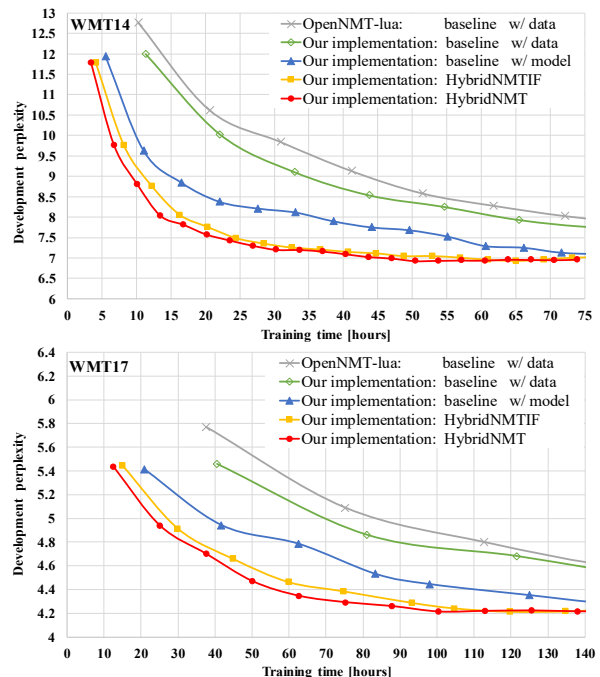 WMT14
OpenNMT-lua: baseline w/ data
Our implementation: baseline w/ data
Our implementation: baseline w/ model
Our implementation: HybridNMTIF
Our implementation: HybridNMT
Development perplexity
13
12.5
12
11.5
11
10.5
10
9.5
9
8.5
8
7.5
7
6.5
6
0 5 10 15 20 25 30 35 40 45 50 55 60 65 70 75
Training time [hours]
WMT17
OpenNMT-lua: baseline w/ data
Our implementation: baseline w/ data
Our implementation: baseline w/ model
Our implementation: HybridNMTIF
Our implementation: HybridNMT
Development perplexity
6.4
6.2
6
5.8
5.6
5.4
5.2
5
4.8
4.6
4.4
4.2
4
0 10 20 30 40 50 60 70 80 90 100 110 120 130 140
Training time [hours]